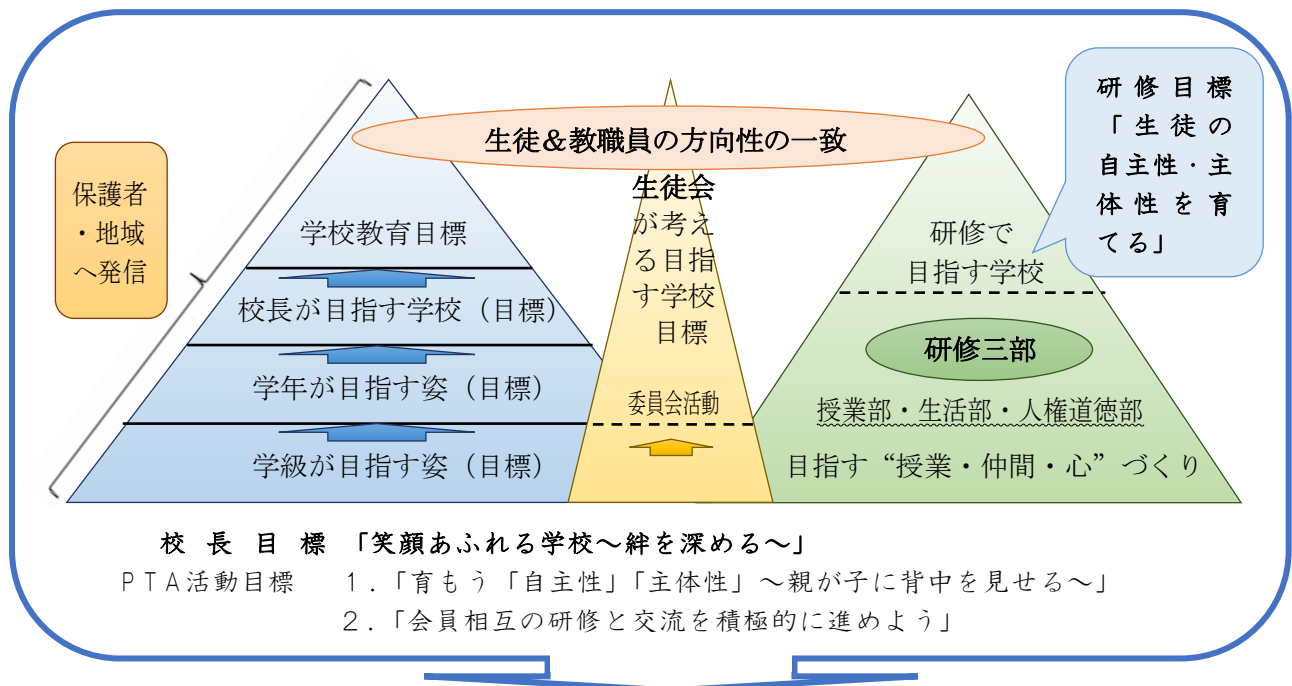 生徒&教職員の方向性の一致
保護者
・地域
へ発信
学校教育目標
校長が目指す学校（目標）
学年が目指す姿（目標）
学級が目指す姿（目標）
生徒会
が考え
る目指
す学校
目標
委員会活動
研修目標
「生徒の
自主性・主
体性を育
てる」
研修で
目指す学校
研修三部
授業部・生活部・人権道徳部
目指す“授業・仲間・心”づくり
校長目標「笑顔あふれる学校～絆を深める～」
ＰＴＡ活動目標　１．「育もう「自主性」「主体性」～親が子に背中を見せる～」
２．「会員相互の研修と交流を積極的に進めよう」